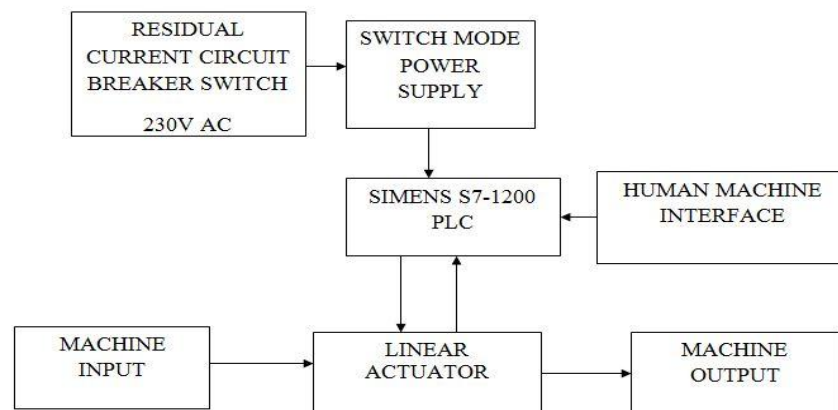 RESIDUAL
CURRENT CIRCUIT
BREAKER SWITCH
230V AC
SWITCH MODE
POWER
SUPPLY
SIMENS S7-1200
PLC
HUMAN MACHINE
INTERFACE
MACHINE
INPUT
LINEAR
ACTUATOR
MACHINE
OUTPUT